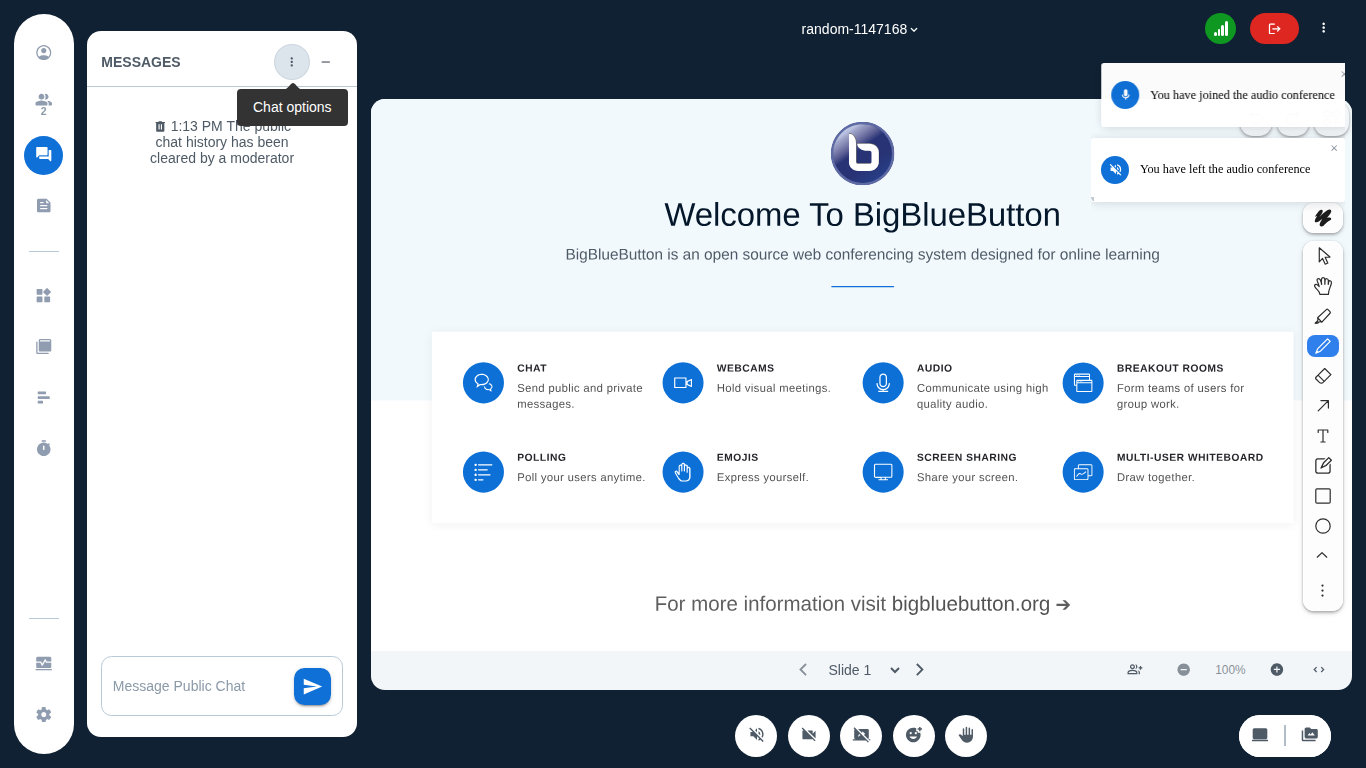 random-1147168
MESSAGES
2
Chat options
1:13 PM The public
chat history has been
cleared by a moderator
You have joined the audio conference
You have left the audio conference
Welcome To BigBlueButton
BigBlueButton is an open source web conferencing system designed for online learning
CHAT
Send public and private
messages.
WEBCAMS
Hold visual meetings.
AUDIO
Communicate using high
quality audio.
BREAKOUT ROOMS
Form teams of users for
group work.
POLLING
Poll your users anytime.
EMOJIS
Express yourself.
SCREEN SHARING
Share your screen.
MULTI-USER WHITEBOARD
Draw together.
For more information visit bigbluebutton.org ➔
Slide 1
100%
Message Public Chat